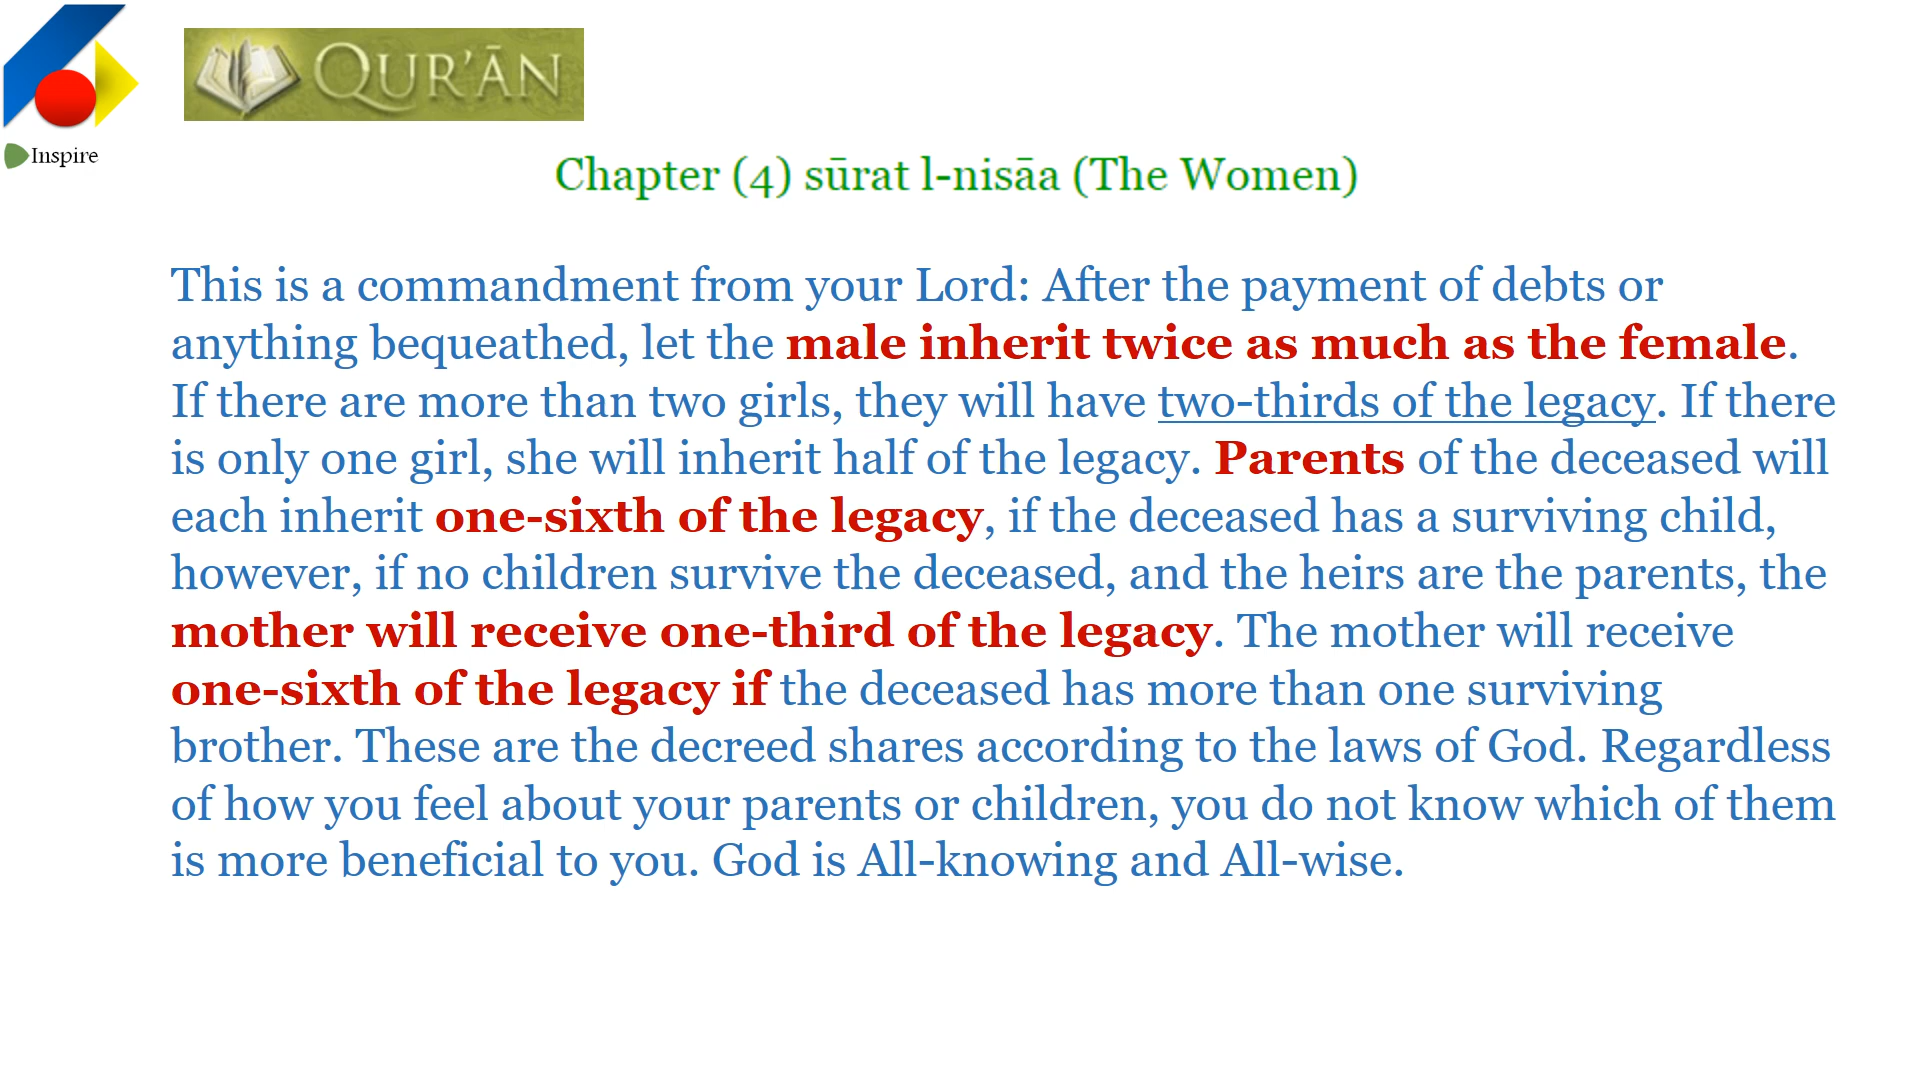 QUR'ĀN
Inspire
Chapter (4) sūrat l-nisāa (The Women)
This is a commandment from your Lord: After the payment of debts or
anything bequeathed, let the male inherit twice as much as the female.
If there are more than two girls, they will have two-thirds of the legacy. If there
is only one girl, she will inherit half of the legacy. Parents of the deceased will
each inherit one-sixth of the legacy, if the deceased has a surviving child,
however, if no children survive the deceased, and the heirs are the parents, the
mother will receive one-third of the legacy. The mother will receive
one-sixth of the legacy if the deceased has more than one surviving
brother. These are the decreed shares according to the laws of God. Regardless
of how you feel about your parents or children, you do not know which of them
is more beneficial to you. God is All-knowing and All-wise.